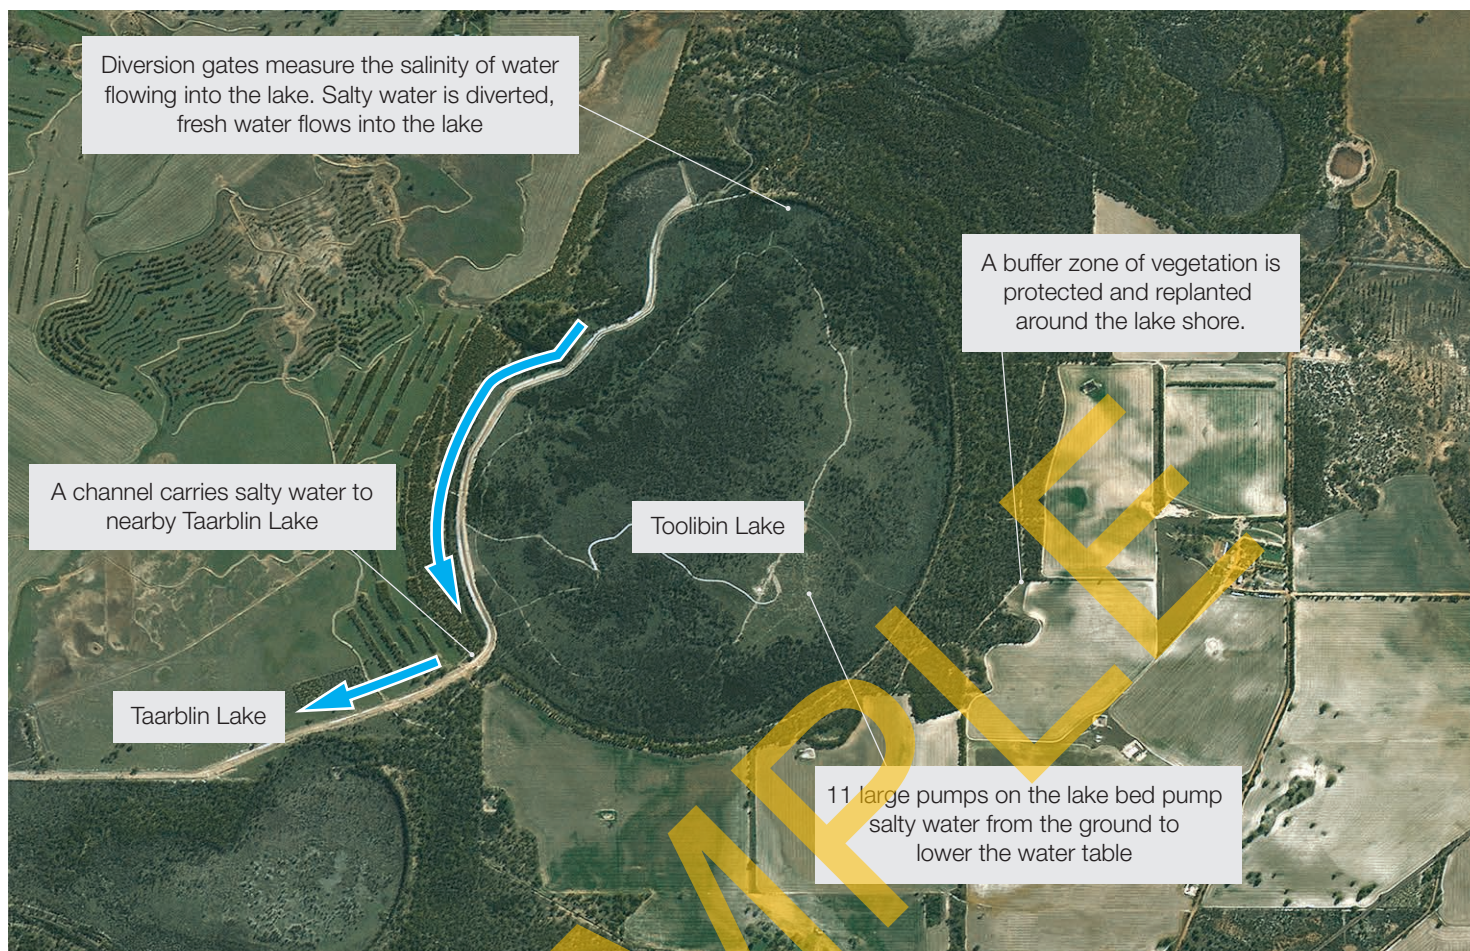 Diversion gates measure the salinity of water
flowing into the lake. Salty water is diverted,
fresh water flows into the lake
A buffer zone of vegetation is
protected and replanted
around the lake shore.
A channel carries salty water to
nearby Taarblin Lake
Toolibin Lake
Taarblin Lake
11 large pumps on the lake bed pump
salty water from the ground to
lower the water table
MPLE